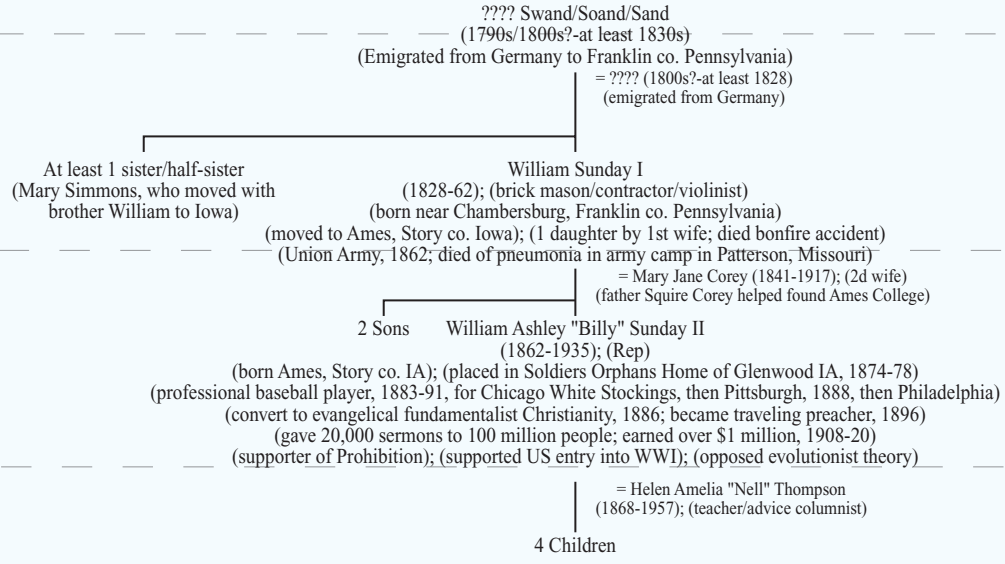 ???? Swand/Soand/Sand
(1790s/1800s?-at least 1830s)
(Emigrated from Germany to Franklin co. Pennsylvania)
= ???? (1800s?-at least 1828)
(emigrated from Germany)
At least 1 sister/half-sister
(Mary Simmons, who moved with
brother William to Iowa)
William Sunday I
(1828-62); (brick mason/contractor/violinist)
(born near Chambersburg, Franklin co. Pennsylvania)
(moved to Ames, Story co. Iowa); (1 daughter by 1st wife; died bonfire accident)
(Union Army, 1862; died of pneumonia in army camp in Patterson, Missouri)
= Mary Jane Corey (1841-1917); (2d wife)
(father Squire Corey helped found Ames College)
2 Sons
William Ashley "Billy" Sunday II
(1862-1935); (Rep)
(born Ames, Story co. IA); (placed in Soldiers Orphans Home of Glenwood IA, 1874-78)
(professional baseball player, 1883-91, for Chicago White Stockings, then Pittsburgh, 1888, then Philadelphia)
(convert to evangelical fundamentalist Christianity, 1886; became traveling preacher, 1896)
(gave 20,000 sermons to 100 million people; earned over $1 million, 1908-20)
(supporter of Prohibition); (supported US entry into WWI); (opposed evolutionist theory)
= Helen Amelia "Nell" Thompson
(1868-1957); (teacher/advice columnist)
4 Children